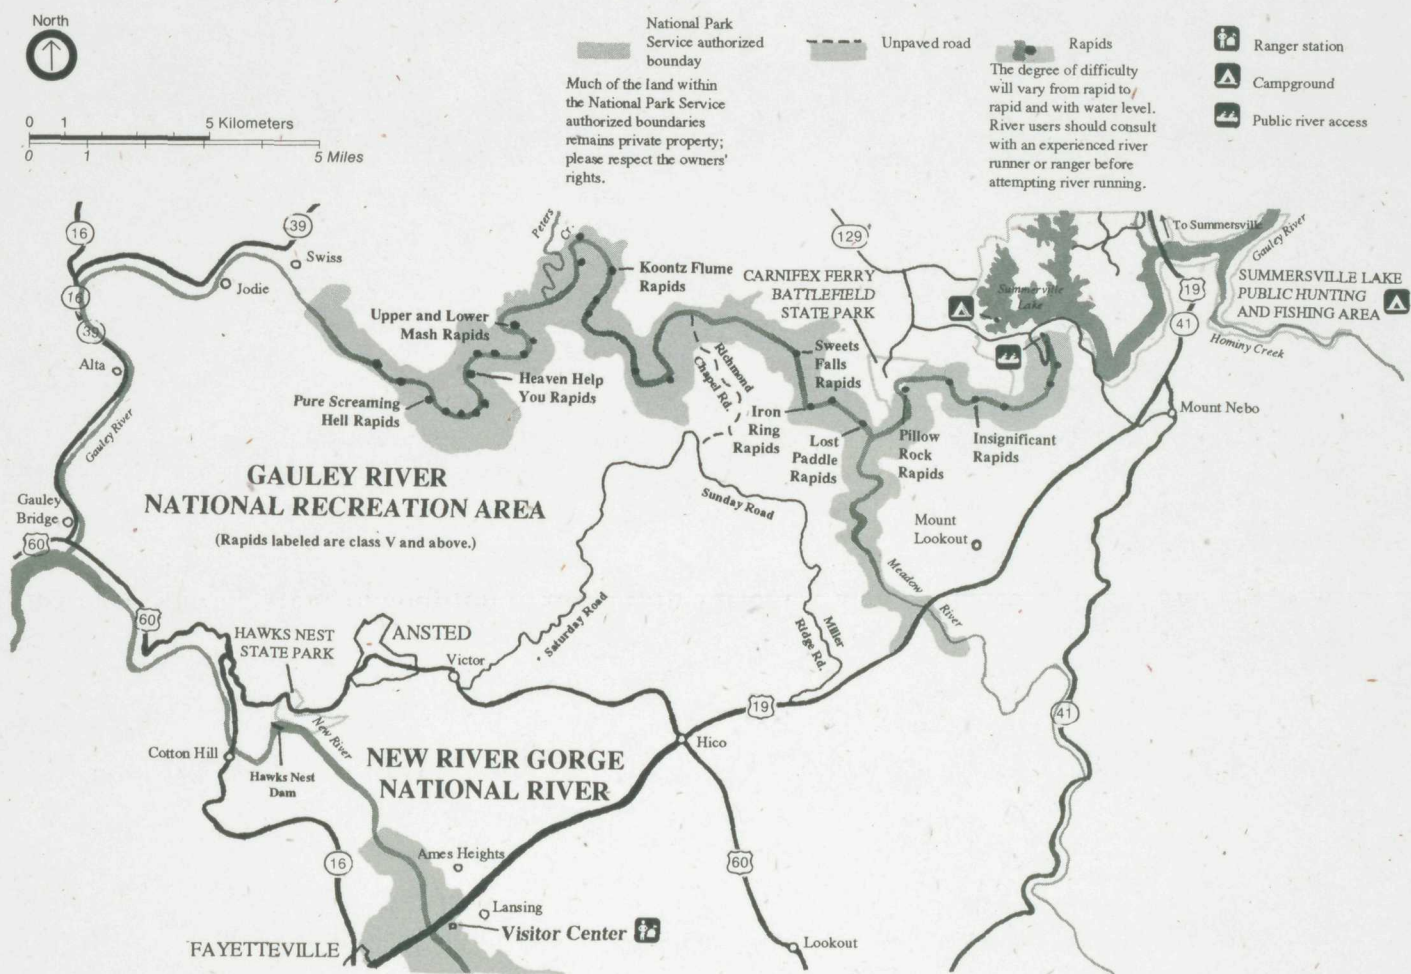 North
0 1 5 Kilometers
0 1 5 Miles
National Park
Service authorized
bounday
Much of the land within
the National Park Service
authorized boundaries
remains private property;
please respect the owners'
rights.
Unpaved road
Rapids
The degree of difficulty
will vary from rapid to
rapid and with water level.
River users should consult
with an experienced river
runner or ranger before
attempting river running.
Ranger station
Campground
Public river access
16
39
Swiss
Jodie
16
39
Alta
Gauley River
Gauley
Bridge
60
Peters
Cr.
Koontz Flume
Rapids
Upper and Lower
Mash Rapids
Heaven Help
You Rapids
Pure Screaming
Hell Rapids
129
CARNIFEX FERRY
BATTLEFIELD
STATE PARK
Summerville
Lake
To Summersville
Gauley River
19
41
SUMMERSVILLE LAKE
PUBLIC HUNTING
AND FISHING AREA
Hominy Creek
Richmond
Chapel Rd.
Sweets
Falls
Rapids
Iron
Ring
Rapids
Lost
Paddle
Rapids
Pillow
Rock
Rapids
Insignificant
Rapids
Mount Nebo
GAULEY RIVER
NATIONAL RECREATION AREA
(Rapids labeled are class V and above.)
Sunday Road
Mount
Lookout
Meadow
River
60
HAWKS NEST
STATE PARK
ANSTED
Victor
Saturday Road
Miller
Ridge Rd.
19
41
New River
Cotton Hill
Hawks Nest
Dam
NEW RIVER GORGE
NATIONAL RIVER
Hico
16
Ames Heights
60
Lansing
Visitor Center
FAYETTEVILLE
Lookout